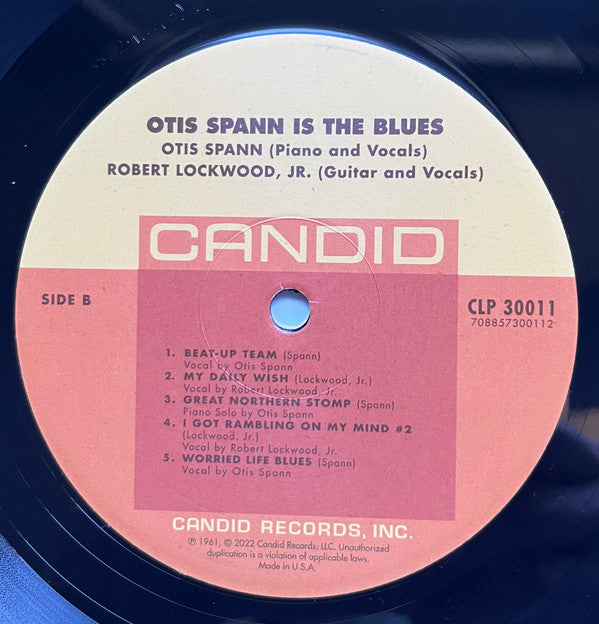 OTIS SPANN IS THE BLUES
OTIS SPANN (Piano and Vocals)
ROBERT LOCKWOOD, JR. (Guitar and Vocals)
CANDID
SIDE B
CLP 30011
708857300112
1. BEAT-UP TEAM (Spann)
Vocal by Otis Spann
2. MY DAILY WISH (Lockwood, Jr.)
Vocal by Robert Lockwood, Jr.
3. GREAT NORTHERN STOMP (Spann)
Piano Solo by Otis Spann
4. I GOT RAMBLING ON MY MIND #2
(Lockwood, Jr.)
Vocal by Robert Lockwood, Jr.
5. WORRIED LIFE BLUES (Spann)
Vocal by Otis Spann
CANDID RECORDS, INC.
℗ 1961, © 2022 Candid Records, LLC. Unauthorized
duplication is a violation of applicable laws.
Made in U.S.A.